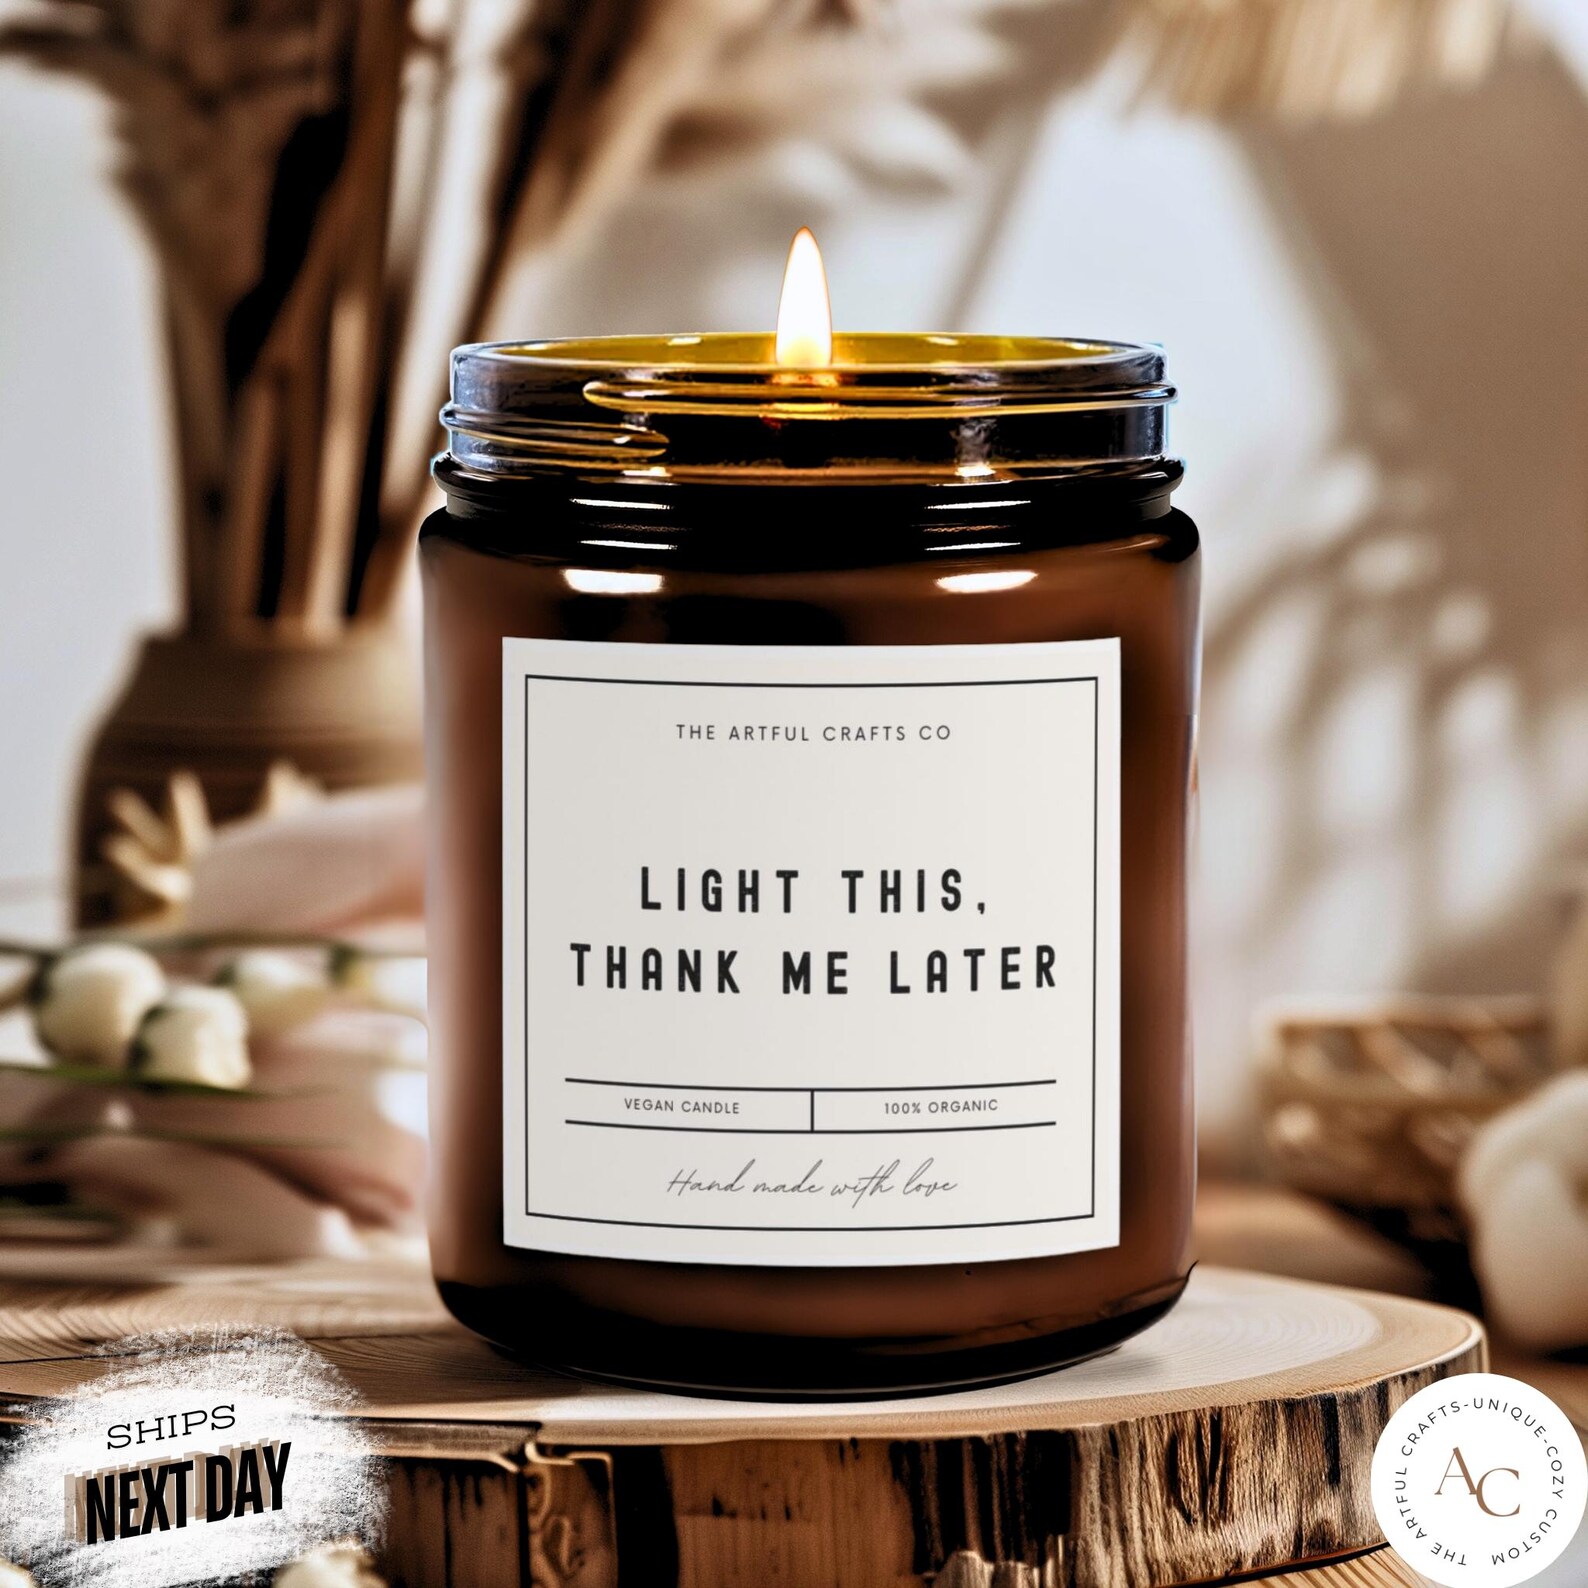 THE ARTFUL CRAFTS CO
LIGHT THIS,
THANK ME LATER
VEGAN CANDLE
100% ORGANIC
Hand made with love
SHIPS
NEXT DAY
THE ARTFUL CRAFTS-UNIQUE-COZY CUSTOM
AC